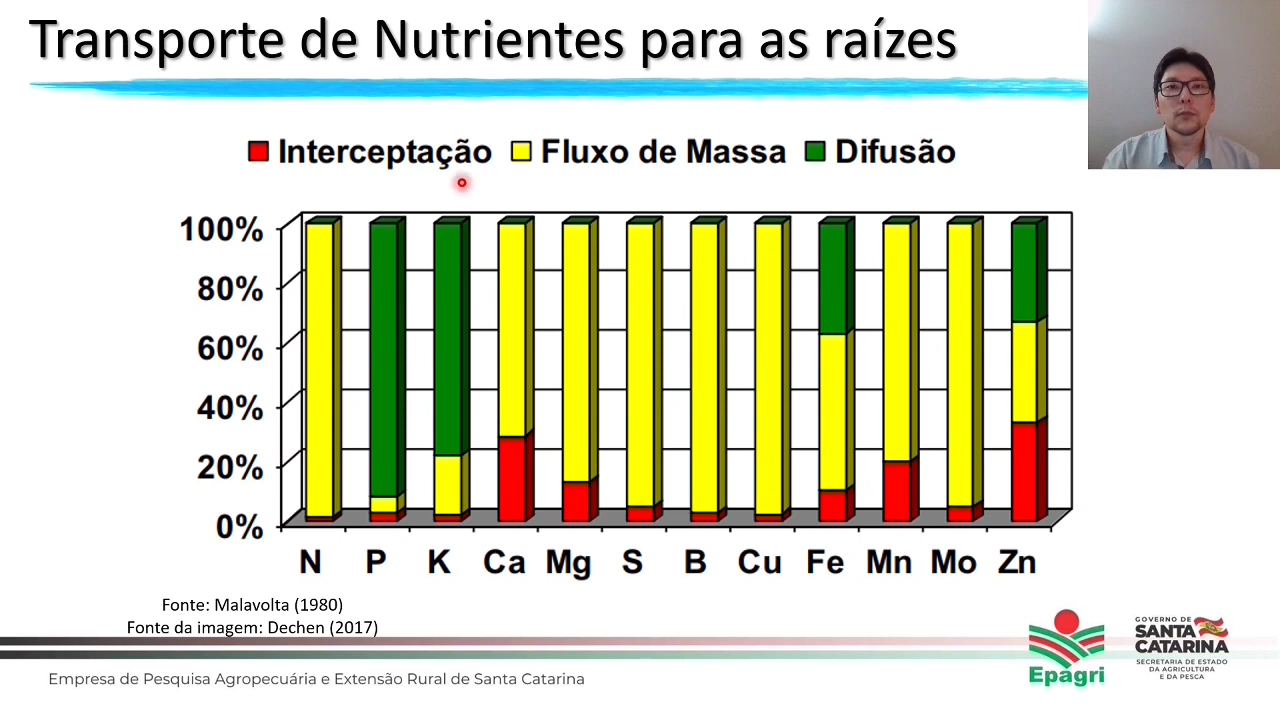 Transporte de Nutrientes para as raízes
Interceptação Fluxo de Massa Difusão
100%
80%
60%
40%
20%
0%
N P K Ca Mg S B Cu Fe Mn Mo Zn
Fonte: Malavolta (1980)
Fonte da imagem: Dechen (2017)
Empresa de Pesquisa Agropecuária e Extensão Rural de Santa Catarina
Epagri
GOVERNO DE
SANTA
CATARINA
SECRETARIA DE ESTADO
DA AGRICULTURA
E DA PESCA